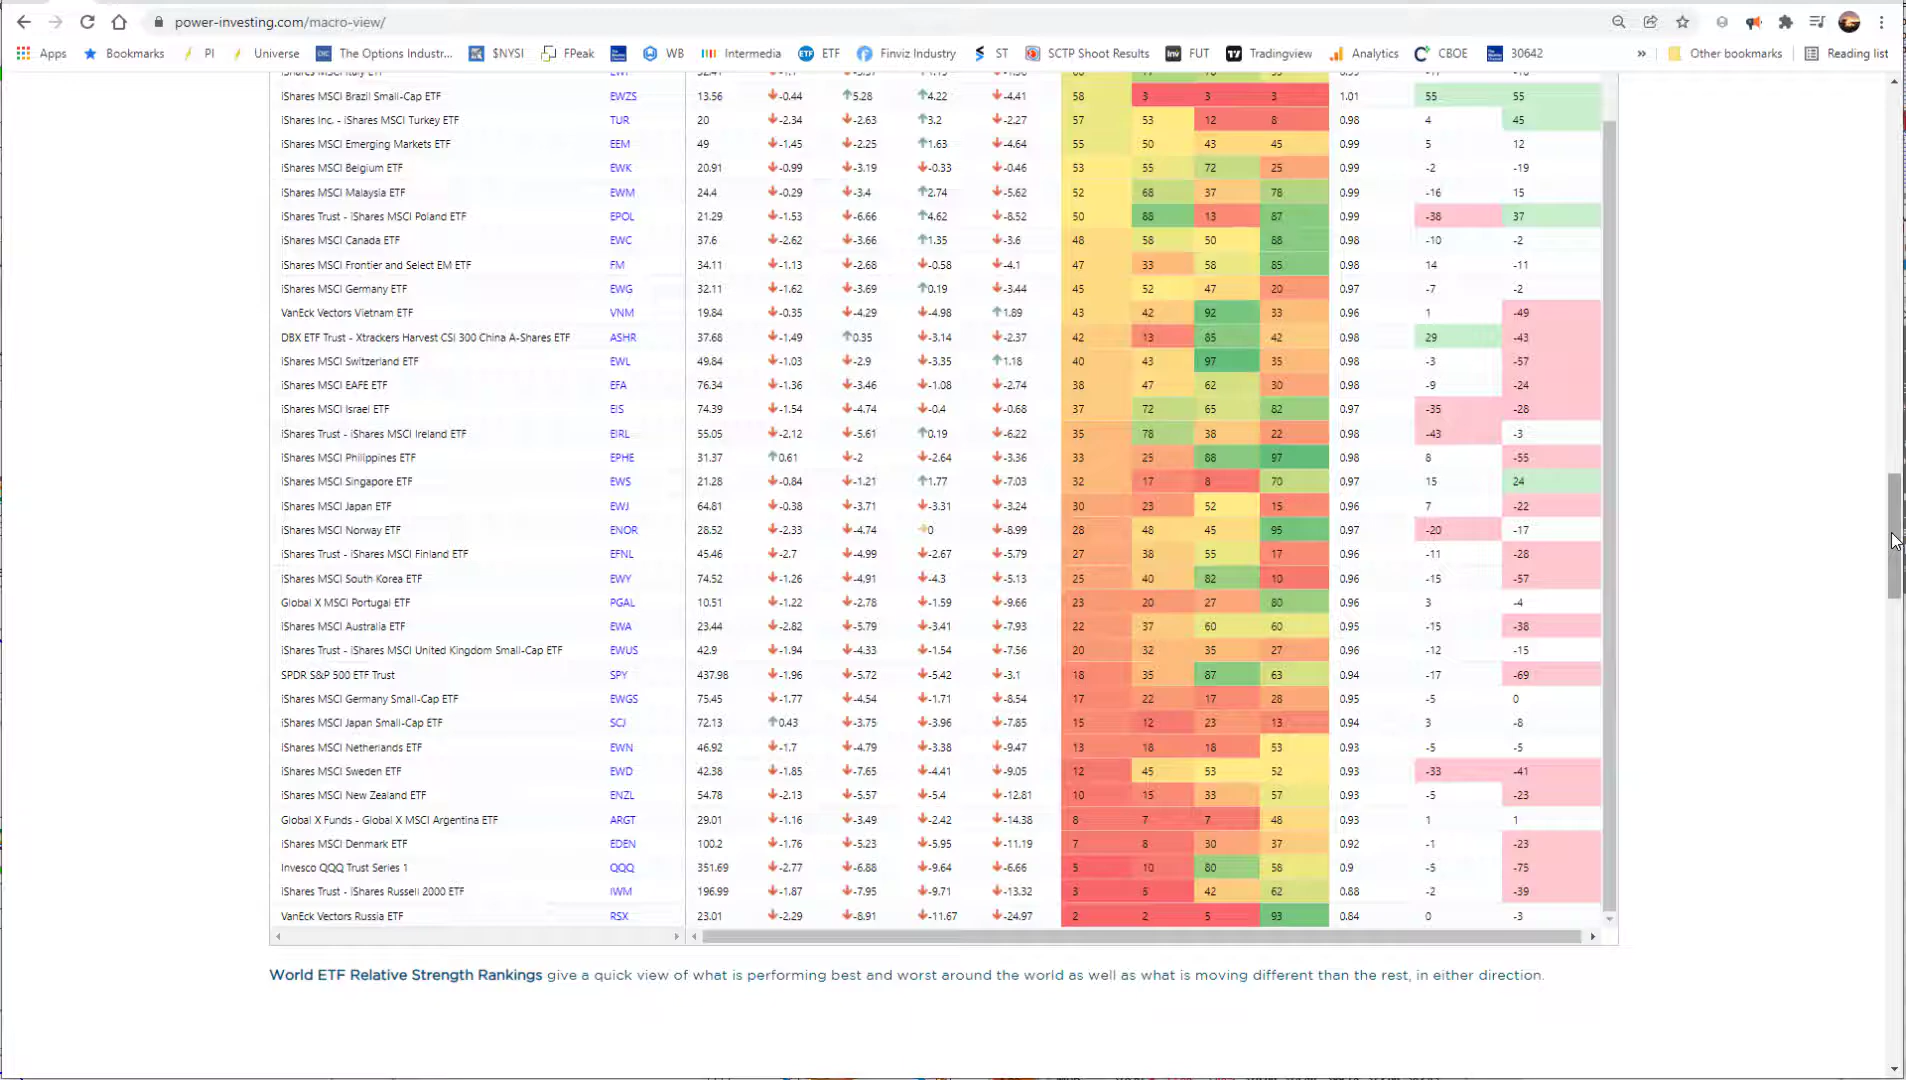 power-investing.com/macro-view/
Apps Bookmarks PI Universe The Options Industr... $NYSI FPeak WB Intermedia ETF Finviz Industry ST SCTP Shoot Results FUT Tradingview Analytics CBOE 30642 » Other bookmarks Reading list
iShares MSCI Brazil Small-Cap ETF EWZS 13.56 -0.44 5.28 4.22 -4.41 58 3 3 3 1.01 55 55
iShares Inc. - iShares MSCI Turkey ETF TUR 20 -2.34 -2.63 3.2 -2.27 57 53 12 8 0.98 4 45
iShares MSCI Emerging Markets ETF EEM 49 -1.45 -2.25 1.63 -4.64 55 50 43 45 0.99 5 12
iShares MSCI Belgium ETF EWK 20.91 -0.99 -3.19 -0.33 -0.46 53 55 72 25 0.99 -2 -19
iShares MSCI Malaysia ETF EWM 24.4 -0.29 -3.4 2.74 -5.62 52 68 37 78 0.99 -16 15
iShares Trust - iShares MSCI Poland ETF EPOL 21.29 -1.53 -6.66 4.62 -8.52 50 88 13 87 0.99 -38 37
iShares MSCI Canada ETF EWC 37.6 -2.62 -3.66 1.35 -3.6 48 58 50 88 0.98 -10 -2
iShares MSCI Frontier and Select EM ETF FM 34.11 -1.13 -2.68 -0.58 -4.1 47 33 58 85 0.98 14 -11
iShares MSCI Germany ETF EWG 32.11 -1.62 -3.69 0.19 -3.44 45 52 47 20 0.97 -7 -2
VanEck Vectors Vietnam ETF VNM 19.84 -0.35 -4.29 -4.98 1.89 43 42 92 33 0.96 1 -49
DBX ETF Trust - Xtrackers Harvest CSI 300 China A-Shares ETF ASHR 37.68 -1.49 0.35 -3.14 -2.37 42 13 85 42 0.98 29 -43
iShares MSCI Switzerland ETF EWL 49.84 -1.03 -2.9 -3.35 1.18 40 43 97 35 0.98 -3 -57
iShares MSCI EAFE ETF EFA 76.34 -1.36 -3.46 -1.08 -2.74 38 47 62 30 0.98 -9 -24
iShares MSCI Israel ETF EIS 74.39 -1.54 -4.74 -0.4 -0.68 37 72 65 82 0.97 -35 -28
iShares Trust - iShares MSCI Ireland ETF EIRL 55.05 -2.12 -5.61 0.19 -6.22 35 78 38 22 0.98 -43 -3
iShares MSCI Philippines ETF EPHE 31.37 0.61 -2 -2.64 -3.36 33 25 88 97 0.98 8 -55
iShares MSCI Singapore ETF EWS 21.28 -0.84 -1.21 1.77 -7.03 32 17 8 70 0.97 15 24
iShares MSCI Japan ETF EWJ 64.81 -0.38 -3.71 -3.31 -3.24 30 23 52 15 0.96 7 -22
iShares MSCI Norway ETF ENOR 28.52 -2.33 -4.74 0 -8.99 28 48 45 95 0.97 -20 -17
iShares Trust - iShares MSCI Finland ETF EFNL 45.46 -2.7 -4.99 -2.67 -5.79 27 38 55 17 0.96 -11 -28
iShares MSCI South Korea ETF EWY 74.52 -1.26 -4.91 -4.3 -5.13 25 40 82 10 0.96 -15 -57
Global X MSCI Portugal ETF PGAL 10.51 -1.22 -2.78 -1.59 -9.66 23 20 27 80 0.96 3 -4
iShares MSCI Australia ETF EWA 23.44 -2.82 -5.79 -3.41 -7.93 22 37 60 60 0.95 -15 -38
iShares Trust - iShares MSCI United Kingdom Small-Cap ETF EWUS 42.9 -1.94 -4.33 -1.54 -7.56 20 32 35 27 0.96 -12 -15
SPDR S&P 500 ETF Trust SPY 437.98 -1.96 -5.72 -5.42 -3.1 18 35 87 63 0.94 -17 -69
iShares MSCI Germany Small-Cap ETF EWGS 75.45 -1.77 -4.54 -1.71 -8.54 17 22 17 28 0.95 -5 0
iShares MSCI Japan Small-Cap ETF SCJ 72.13 0.43 -3.75 -3.96 -7.85 15 12 23 13 0.94 3 -8
iShares MSCI Netherlands ETF EWN 46.92 -1.7 -4.79 -3.38 -9.47 13 18 18 53 0.93 -5 -5
iShares MSCI Sweden ETF EWD 42.38 -1.85 -7.65 -4.41 -9.05 12 45 53 52 0.93 -33 -41
iShares MSCI New Zealand ETF ENZL 54.78 -2.13 -5.57 -5.4 -12.81 10 15 33 57 0.93 -5 -23
Global X Funds - Global X MSCI Argentina ETF ARGT 29.01 -1.16 -3.49 -2.42 -14.38 8 7 7 48 0.93 1 1
iShares MSCI Denmark ETF EDEN 100.2 -1.76 -5.23 -5.95 -11.19 7 8 30 37 0.92 -1 -23
Invesco QQQ Trust Series 1 QQQ 351.69 -2.77 -6.88 -9.64 -6.66 5 10 80 58 0.9 -5 -75
iShares Trust - iShares Russell 2000 ETF IWM 196.99 -1.87 -7.95 -9.71 -13.32 3 5 42 62 0.88 -2 -39
VanEck Vectors Russia ETF RSX 23.01 -2.29 -8.91 -11.67 -24.97 2 2 5 93 0.84 0 -3
World ETF Relative Strength Rankings give a quick view of what is performing best and worst around the world as well as what is moving different than the rest, in either direction.